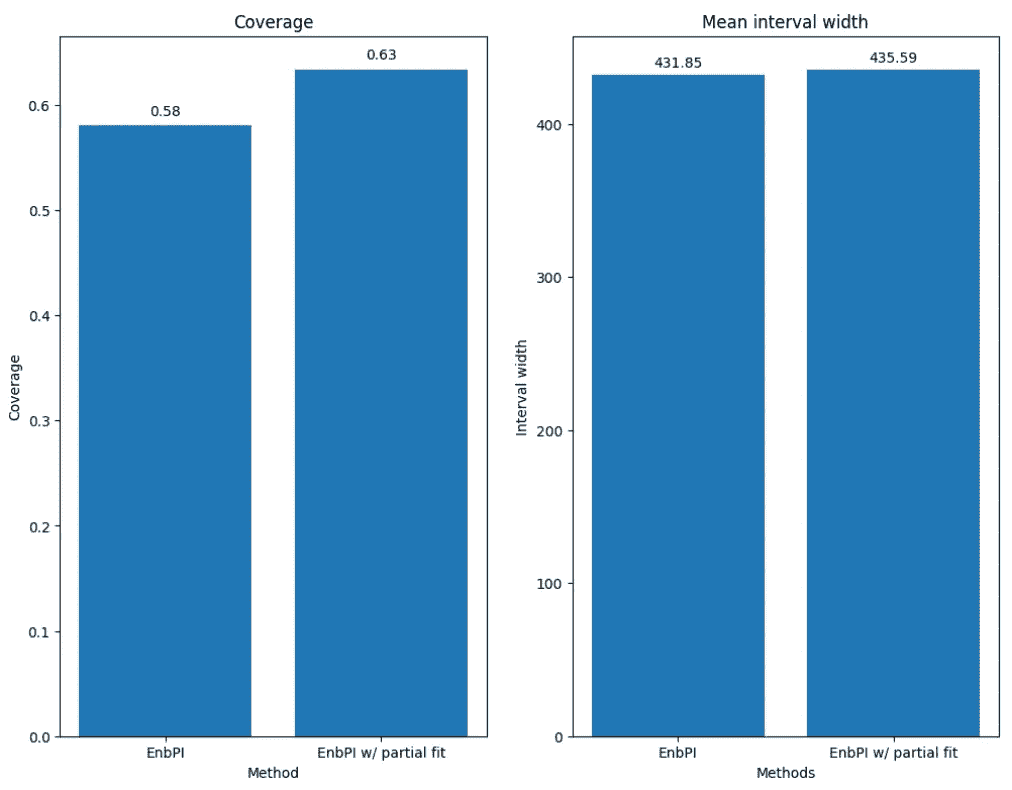 Coverage
0.58
0.63
0.6
0.5
0.4
0.3
0.2
0.1
0.0
Coverage
EnbPI
EnbPI w/ partial fit
Method
Mean interval width
431.85
435.59
400
300
200
100
0
Interval width
EnbPI
EnbPI w/ partial fit
Methods